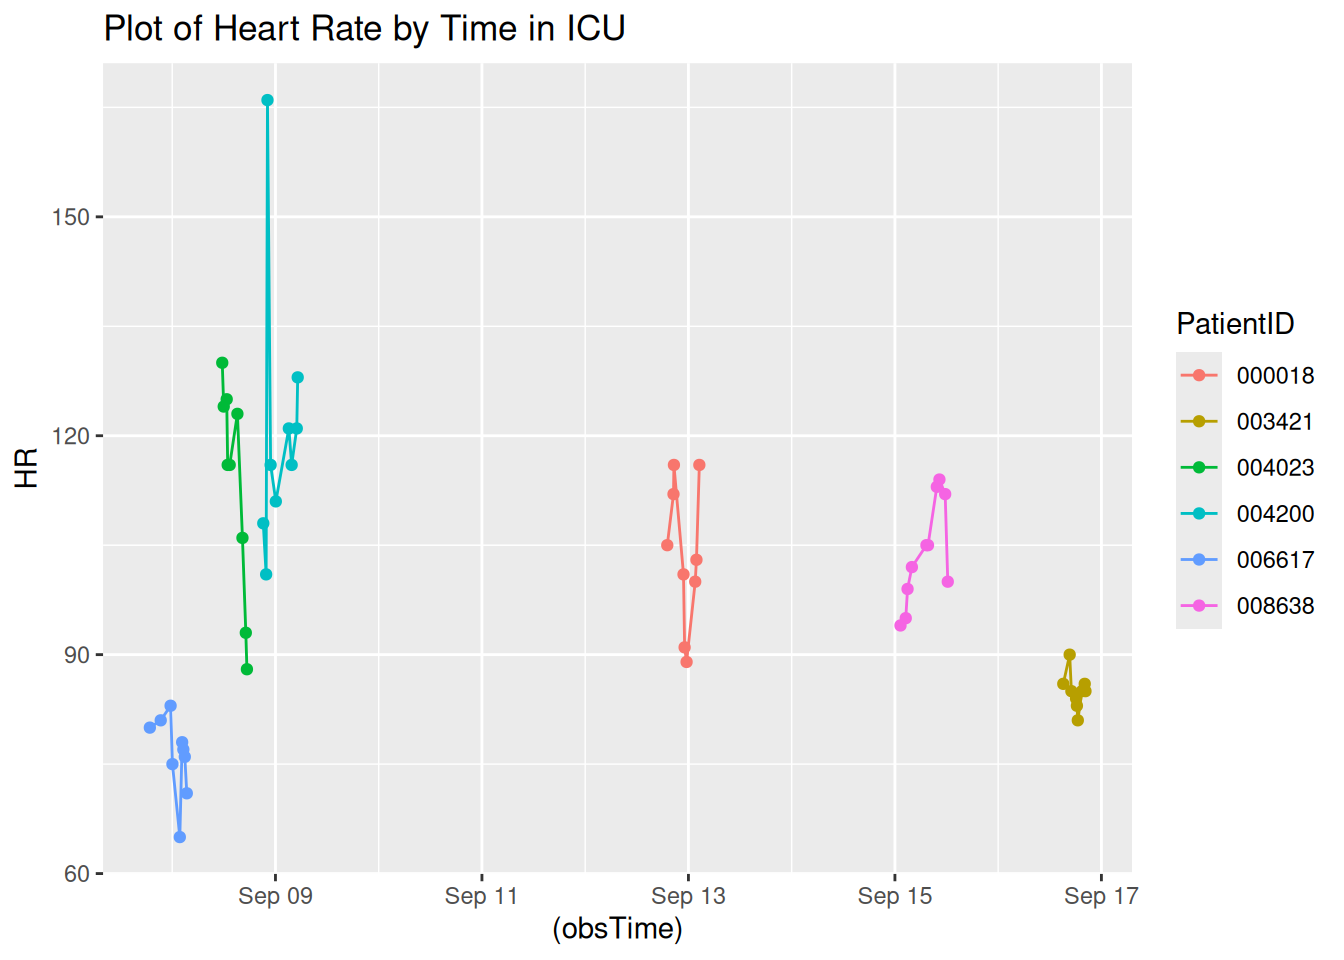 Plot of Heart Rate by Time in ICU
HR
150
120
90
60
Sep 09
Sep 11
Sep 13
Sep 15
Sep 17
(obsTime)
PatientID
000018
003421
004023
004200
006617
008638